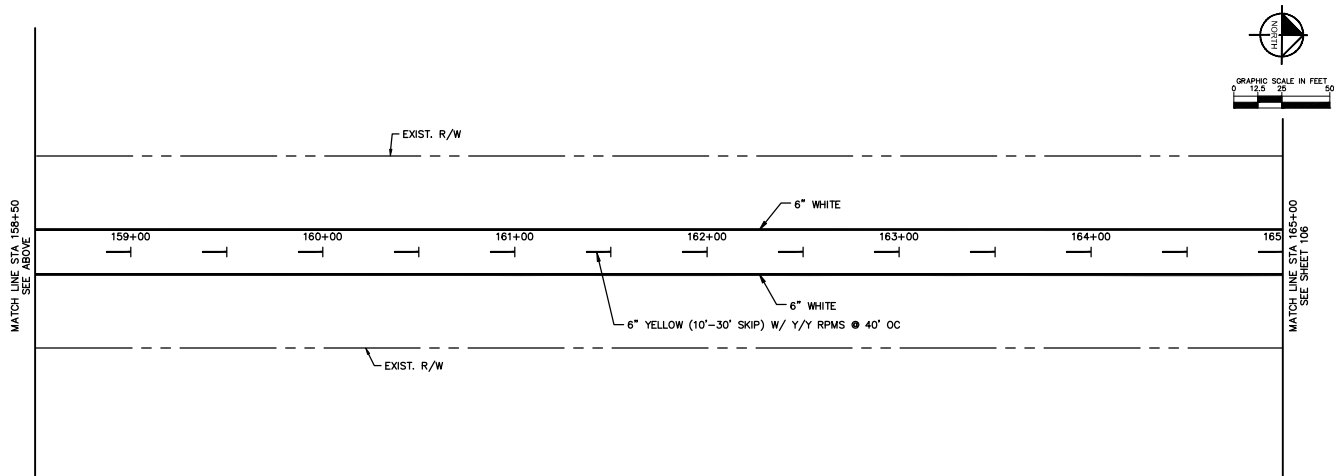 NORTH
GRAPHIC SCALE IN FEET
0 12.5 25 50
EXIST. R/W
MATCH LINE STA 158+50
SEE ABOVE
6" WHITE
159+00 160+00 161+00 162+00 163+00 164+00 165
6" WHITE
6" YELLOW (10'-30' SKIP) W/ Y/Y RPMS @ 40' OC
EXIST. R/W
MATCH LINE STA 165+00
SEE SHEET 106